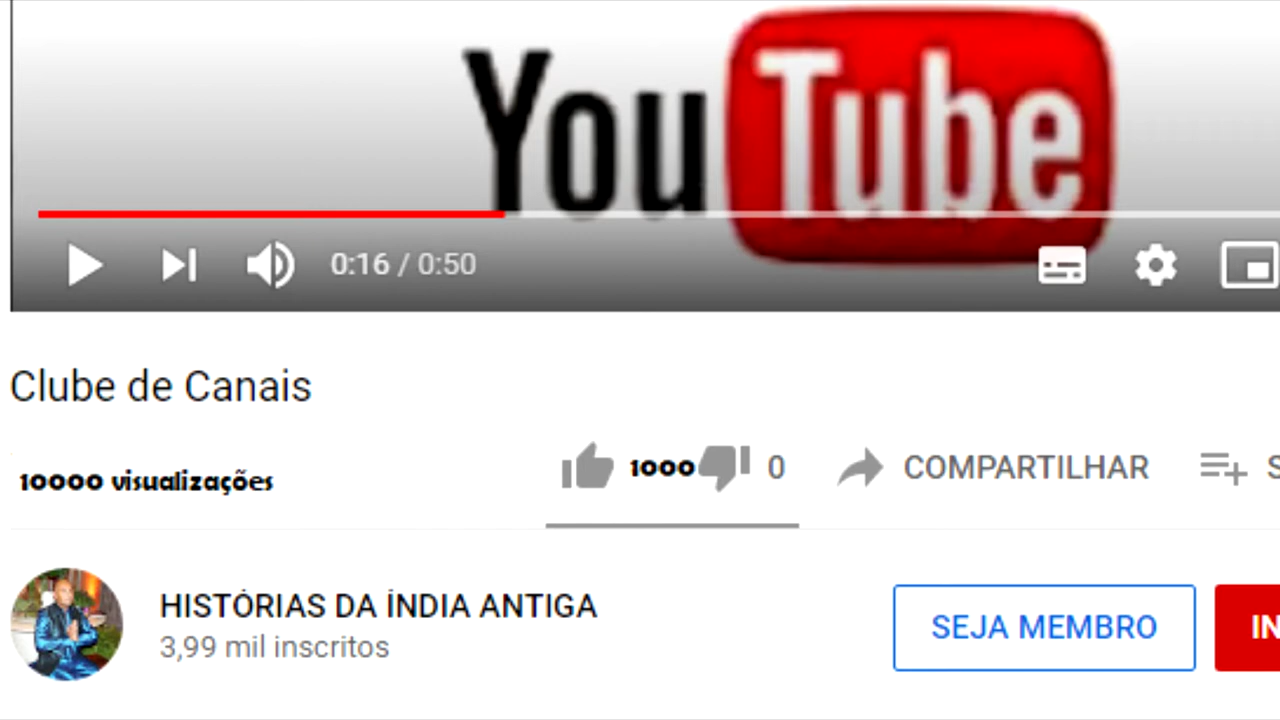 YouTube
0:16 / 0:50
Clube de Canais
10000 visualizações
1000 0 COMPARTILHAR S
HISTÓRIAS DA ÍNDIA ANTIGA
3,99 mil inscritos
SEJA MEMBRO IN